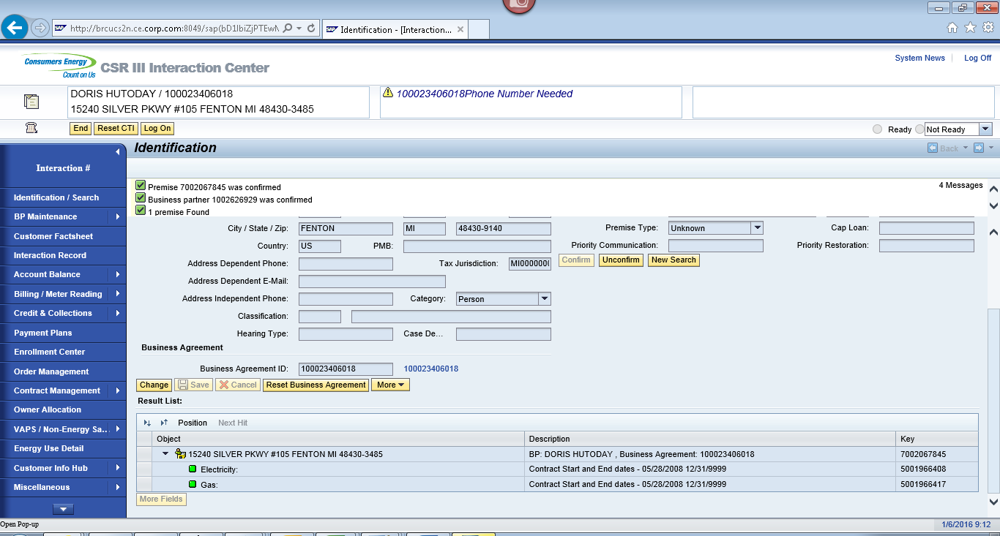 http://brcucs2n.ce.corp.com:8049/sap(bD1lbiZjPTEwM
Identification - [Interaction...
System News
Log Off
Consumers Energy
Count on Us
CSR III Interaction Center
DORIS HUTODAY / 100023406018
15240 SILVER PKWY #105 FENTON MI 48430-3485
100023406018Phone Number Needed
End Reset CTI Log On
Ready Not Ready
Identification
Back
Interaction #
Identification / Search
BP Maintenance
Customer Factsheet
Interaction Record
Account Balance
Billing / Meter Reading
Credit & Collections
Payment Plans
Enrollment Center
Order Management
Contract Management
Owner Allocation
VAPS / Non-Energy Sa...
Energy Use Detail
Customer Info Hub
Miscellaneous
Premise 7002067845 was confirmed
4 Messages
Business partner 1002626929 was confirmed
1 premise Found
City / State / Zip: FENTON MI 48430-9140 Premise Type: Unknown Cap Loan:
Country: US PMB: Priority Communication: Priority Restoration:
Address Dependent Phone: Tax Jurisdiction: MI000000( Confirm Unconfirm New Search
Address Dependent E-Mail:
Address Independent Phone: Category: Person
Classification:
Hearing Type: Case De...
Business Agreement
Business Agreement ID: 100023406018 100023406018
Change Save Cancel Reset Business Agreement More
Result List:
Position Next Hit
Object Description Key
15240 SILVER PKWY #105 FENTON MI 48430-3485 BP: DORIS HUTODAY , Business Agreement: 100023406018 7002067845
Electricity: Contract Start and End dates - 05/28/2008 12/31/9999 5001966408
Gas: Contract Start and End dates - 05/28/2008 12/31/9999 5001966417
More Fields
Open Pop-up
1/6/2016 9:12